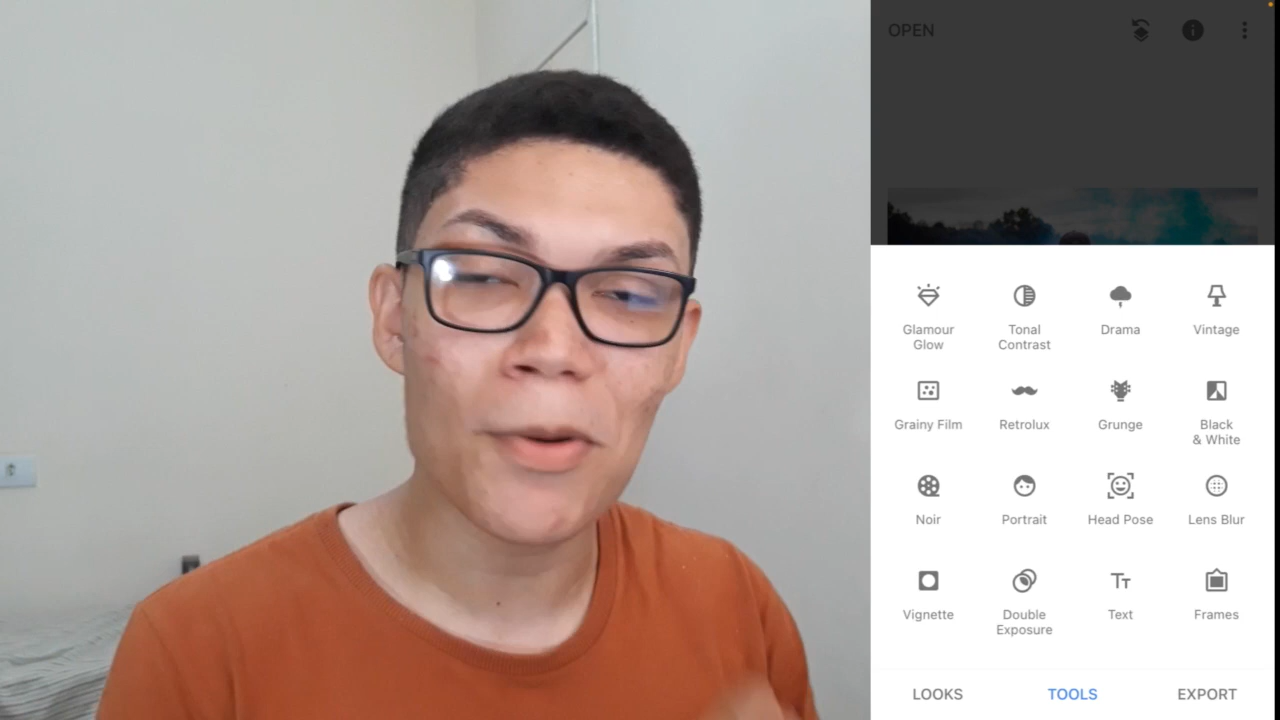 OPEN
Glamour
Glow
Tonal
Contrast
Drama
Vintage
Grainy Film
Retrolux
Grunge
Black
& White
Noir
Portrait
Head Pose
Lens Blur
Vignette
Double
Exposure
Text
Frames
LOOKS
TOOLS
EXPORT